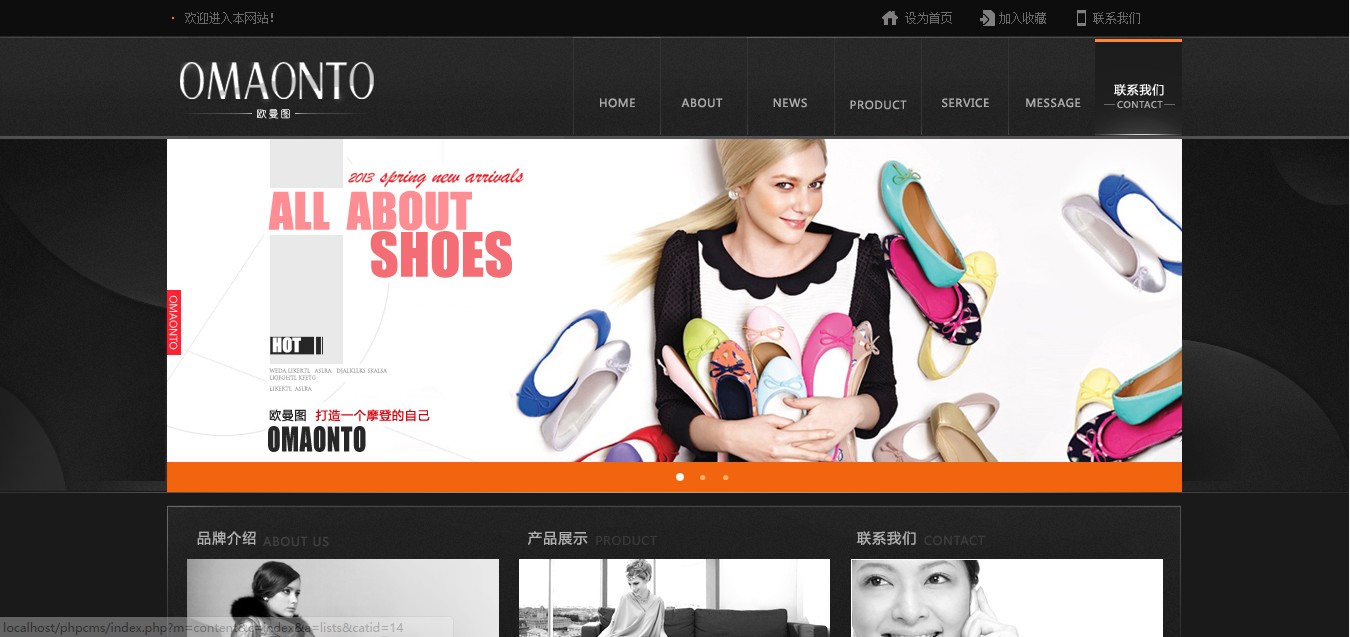 欢迎进入本网站!
设为首页 加入收藏 联系我们
OMAONTO
欧曼图
HOME ABOUT NEWS PRODUCT SERVICE MESSAGE 联系我们
CONTACT
2013 spring new arrivals
ALL ABOUT
SHOES
OMAONTO
HOT
WEDA LIKERTL ASLRA DJALKLLKS SKALSA
LKJFGHTL KFETG
LIKERTL ASLRA
欧曼图 打造一个摩登的自己
OMAONTO
品牌介绍 ABOUT US 产品展示 PRODUCT 联系我们 CONTACT
localhost/phpcms/index.php?m=content&c=index&a=lists&catid=14